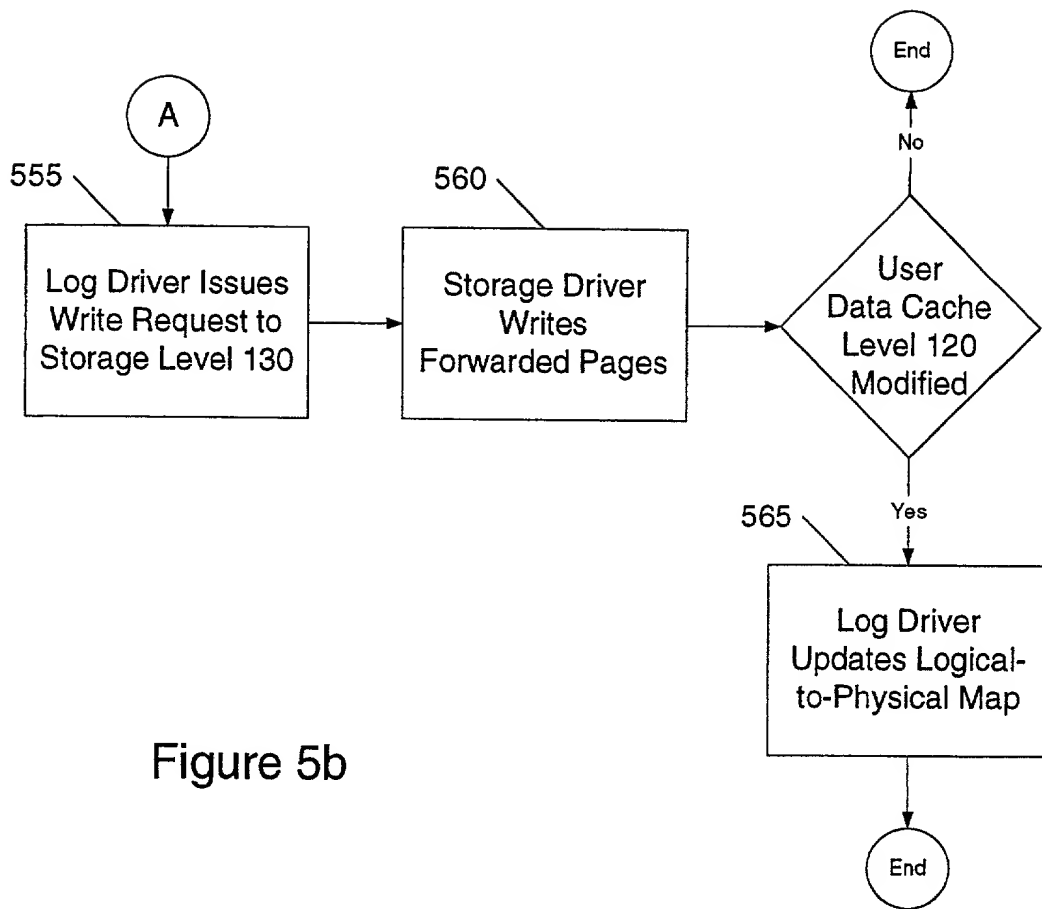 End
A
No
555
560
Log Driver Issues
Write Request to
Storage Level 130
Storage Driver
Writes
Forwarded Pages
User
Data Cache
Level 120
Modified
Yes
565
Log Driver
Updates Logical-
to-Physical Map
Figure 5b
End